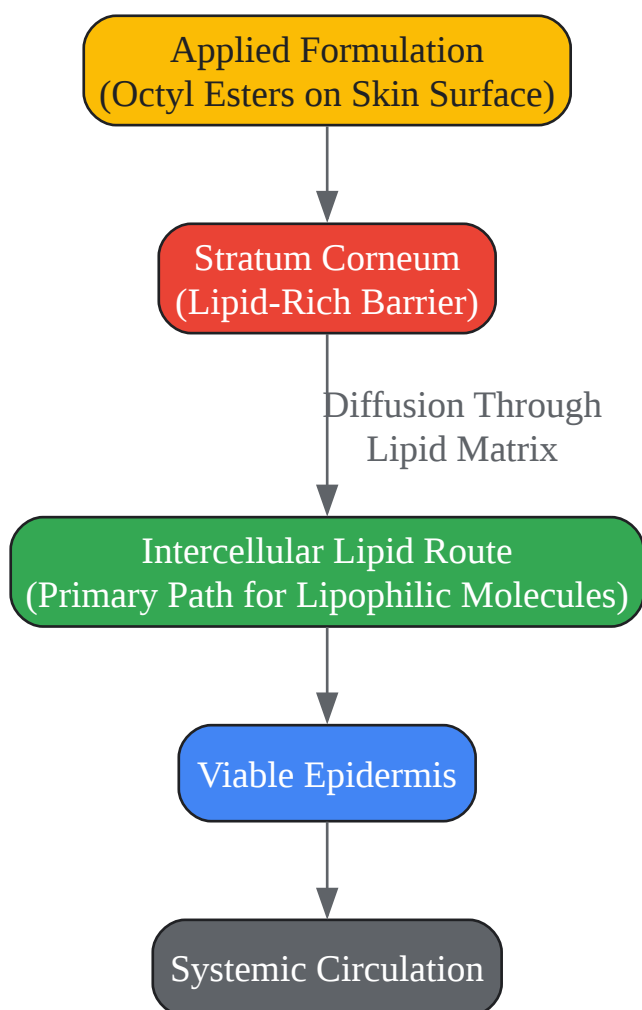 Applied Formulation
(Octyl Esters on Skin Surface)
Stratum Corneum
(Lipid-Rich Barrier)
Diffusion Through
Lipid Matrix
Intercellular Lipid Route
(Primary Path for Lipophilic Molecules)
Viable Epidermis
Systemic Circulation